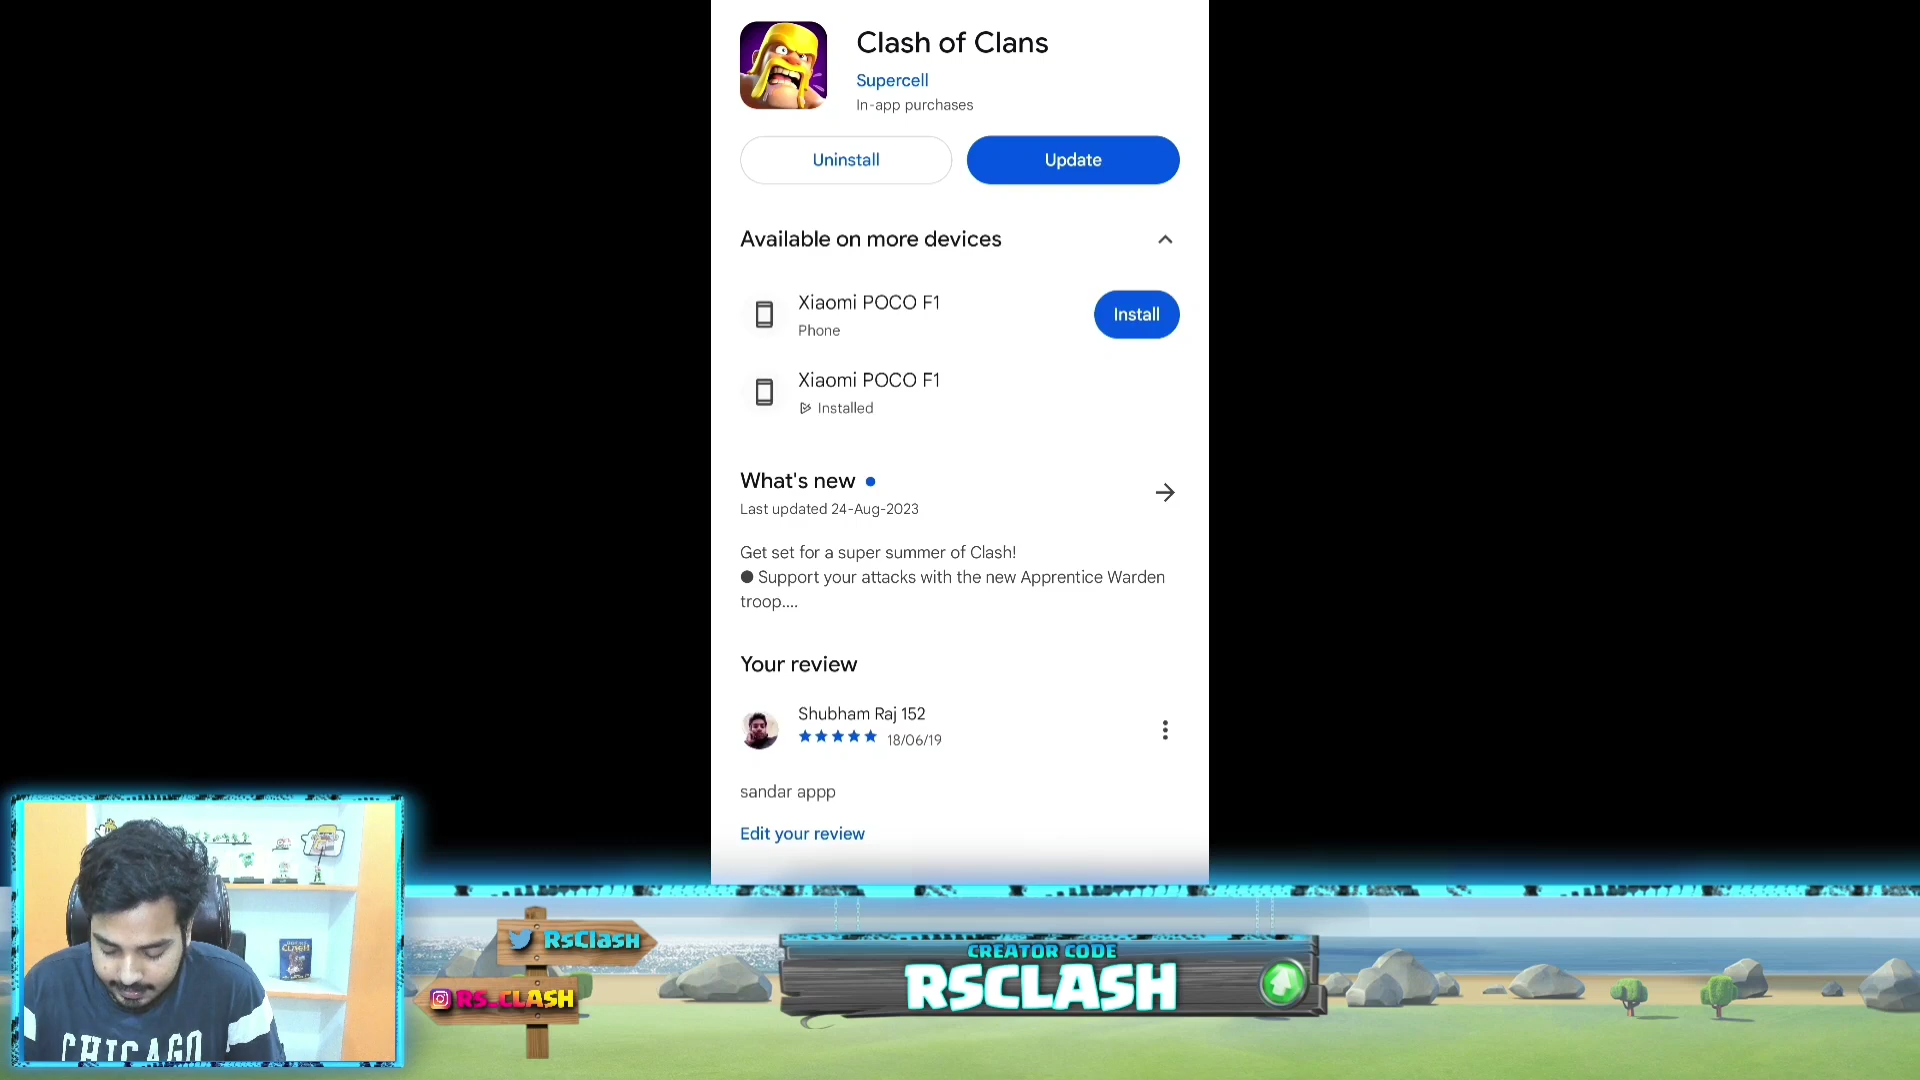 Clash of Clans
Supercell
In-app purchases
Uninstall
Update
Available on more devices
Xiaomi POCO F1
Phone
Install
Xiaomi POCO F1
Installed
What's new
Last updated 24-Aug-2023
Get set for a super summer of Clash!
● Support your attacks with the new Apprentice Warden
troop....
Your review
Shubham Raj 152
18/06/19
sandar appp
Edit your review
RsClash
RS_CLASH
CREATOR CODE
RSCLASH
CHICAGO
CLASH